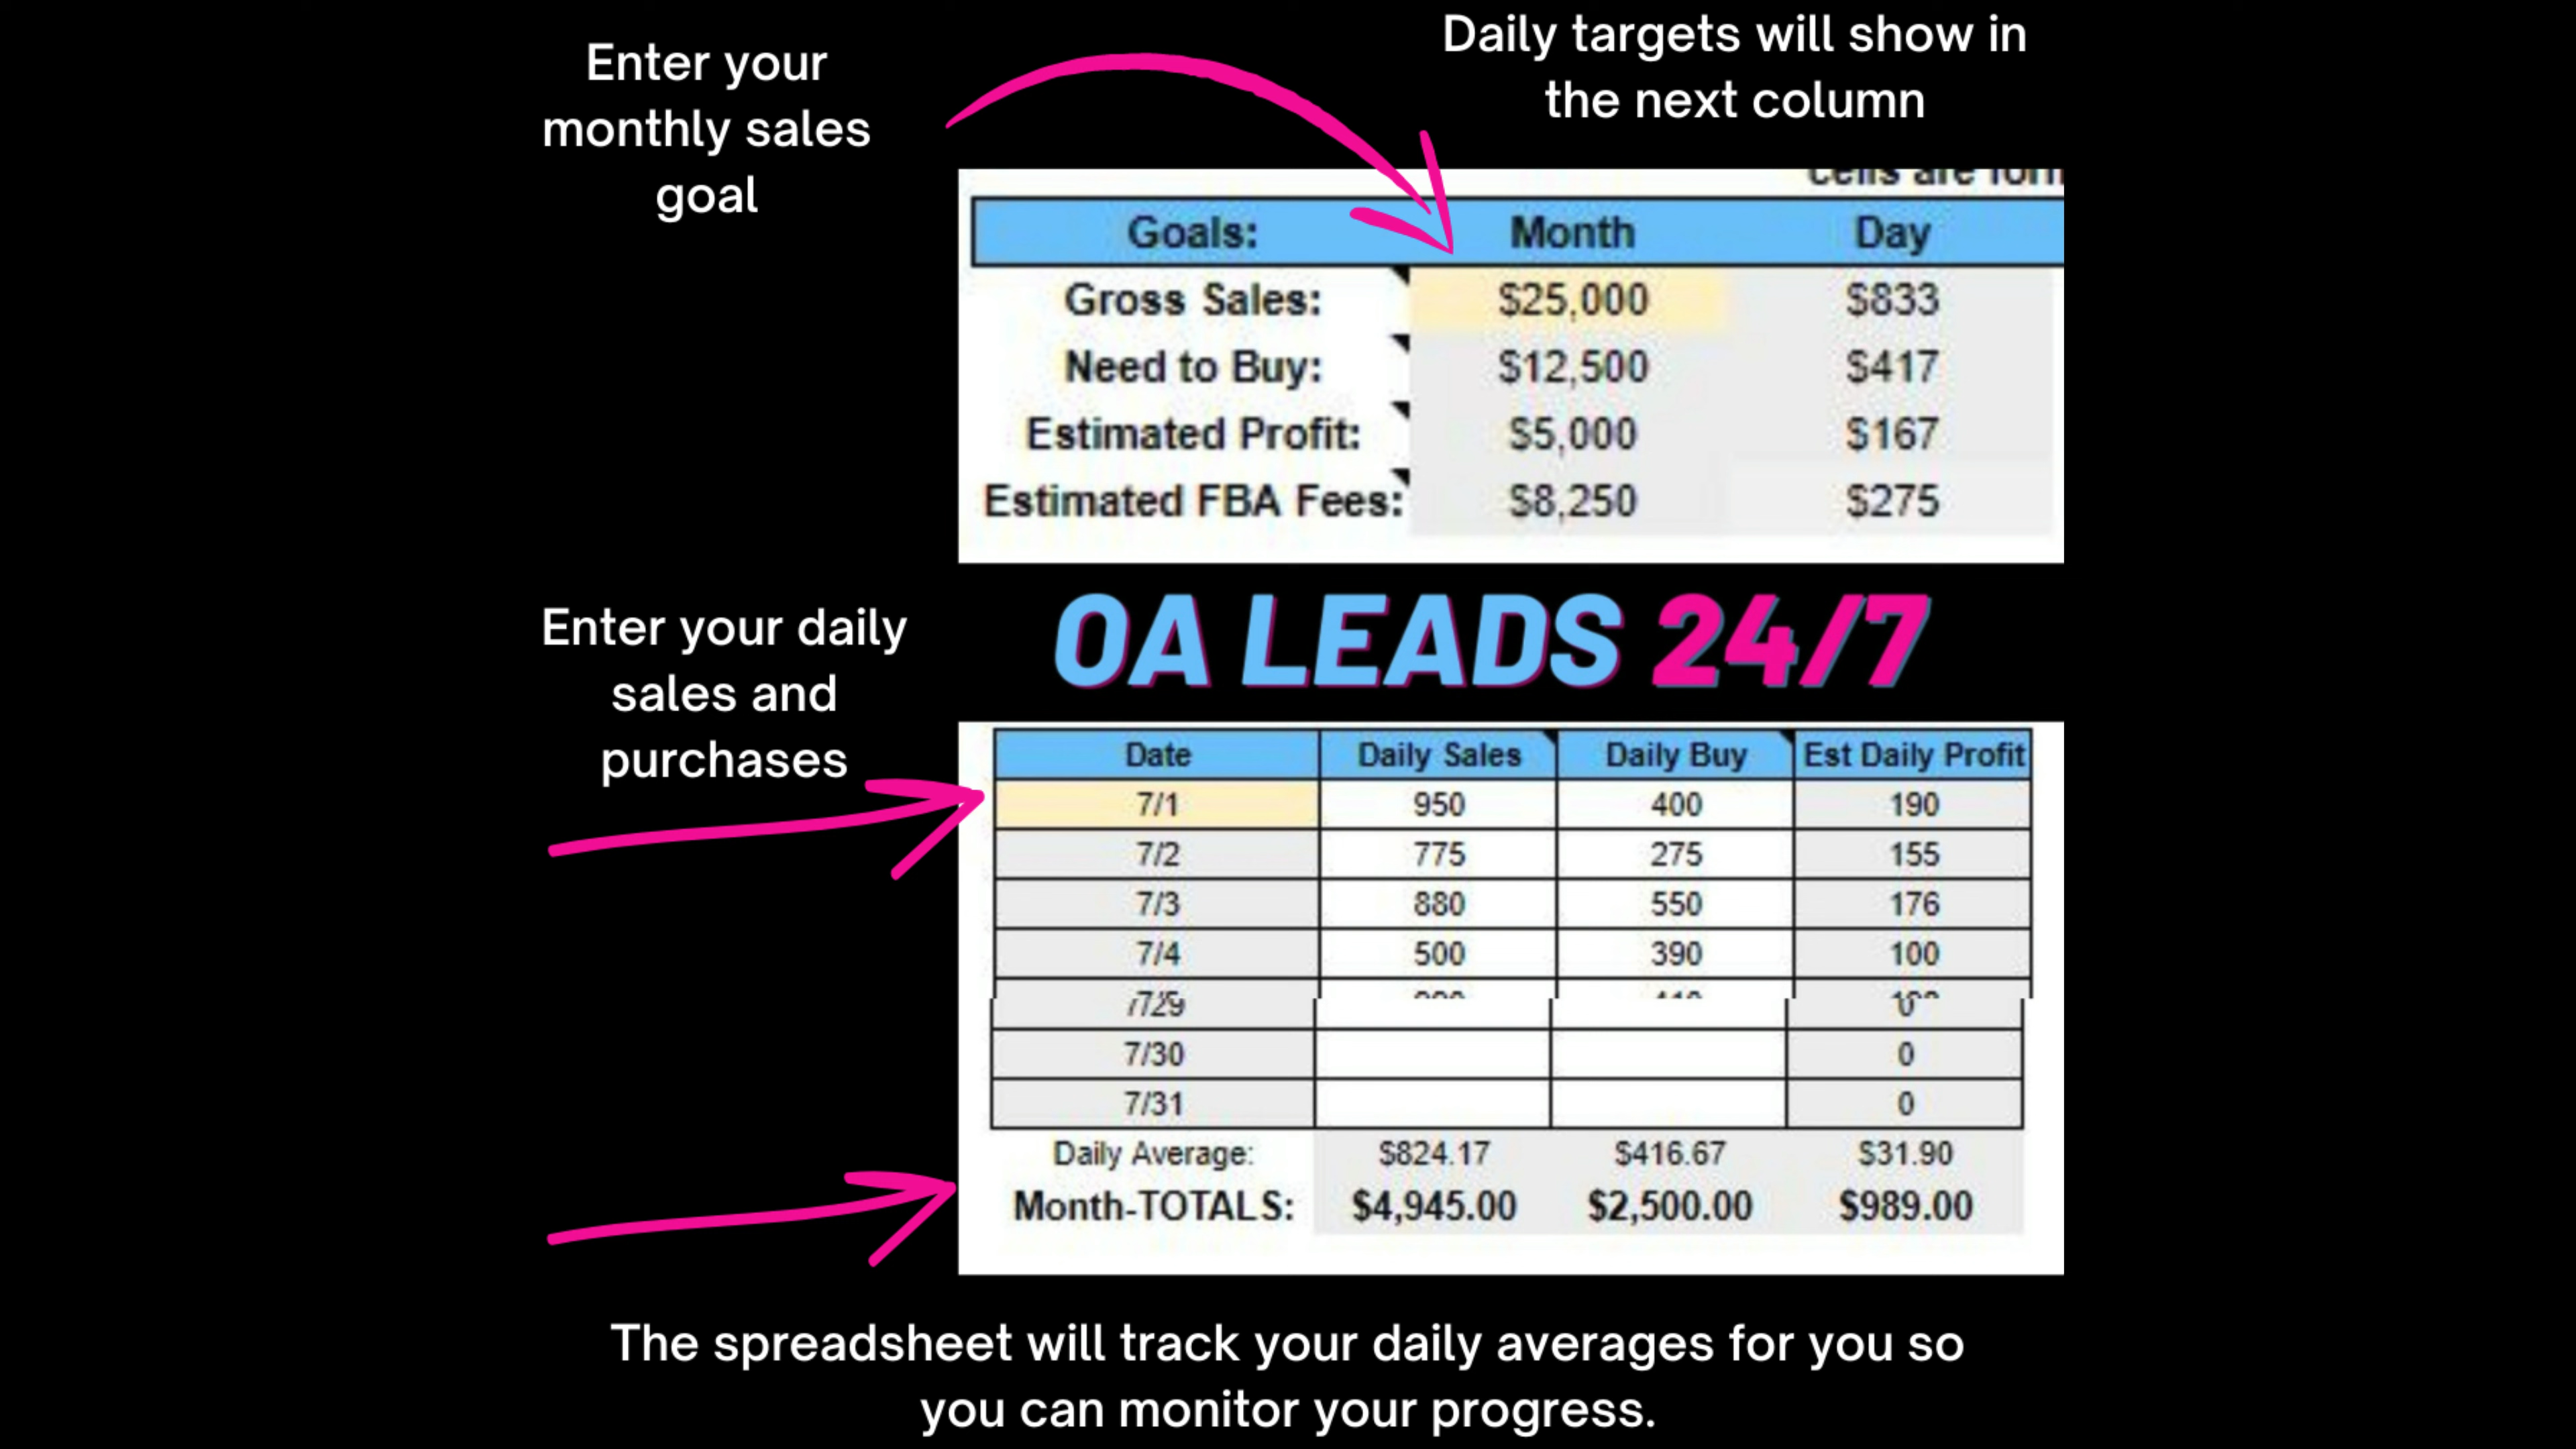 Enter your
monthly sales
goal
Daily targets will show in
the next column
Goals: Month Day
Gross Sales: $25,000 $833
Need to Buy: $12,500 $417
Estimated Profit: $5,000 $167
Estimated FBA Fees: $8,250 $275
OA LEADS 24/7
Enter your daily
sales and
purchases
Date Daily Sales Daily Buy Est Daily Profit
7/1 950 400 190
7/2 775 275 155
7/3 880 550 176
7/4 500 390 100
7/30 0
7/31 0
Daily Average: $824.17 $416.67 $31.90
Month-TOTALS: $4,945.00 $2,500.00 $989.00
The spreadsheet will track your daily averages for you so
you can monitor your progress.